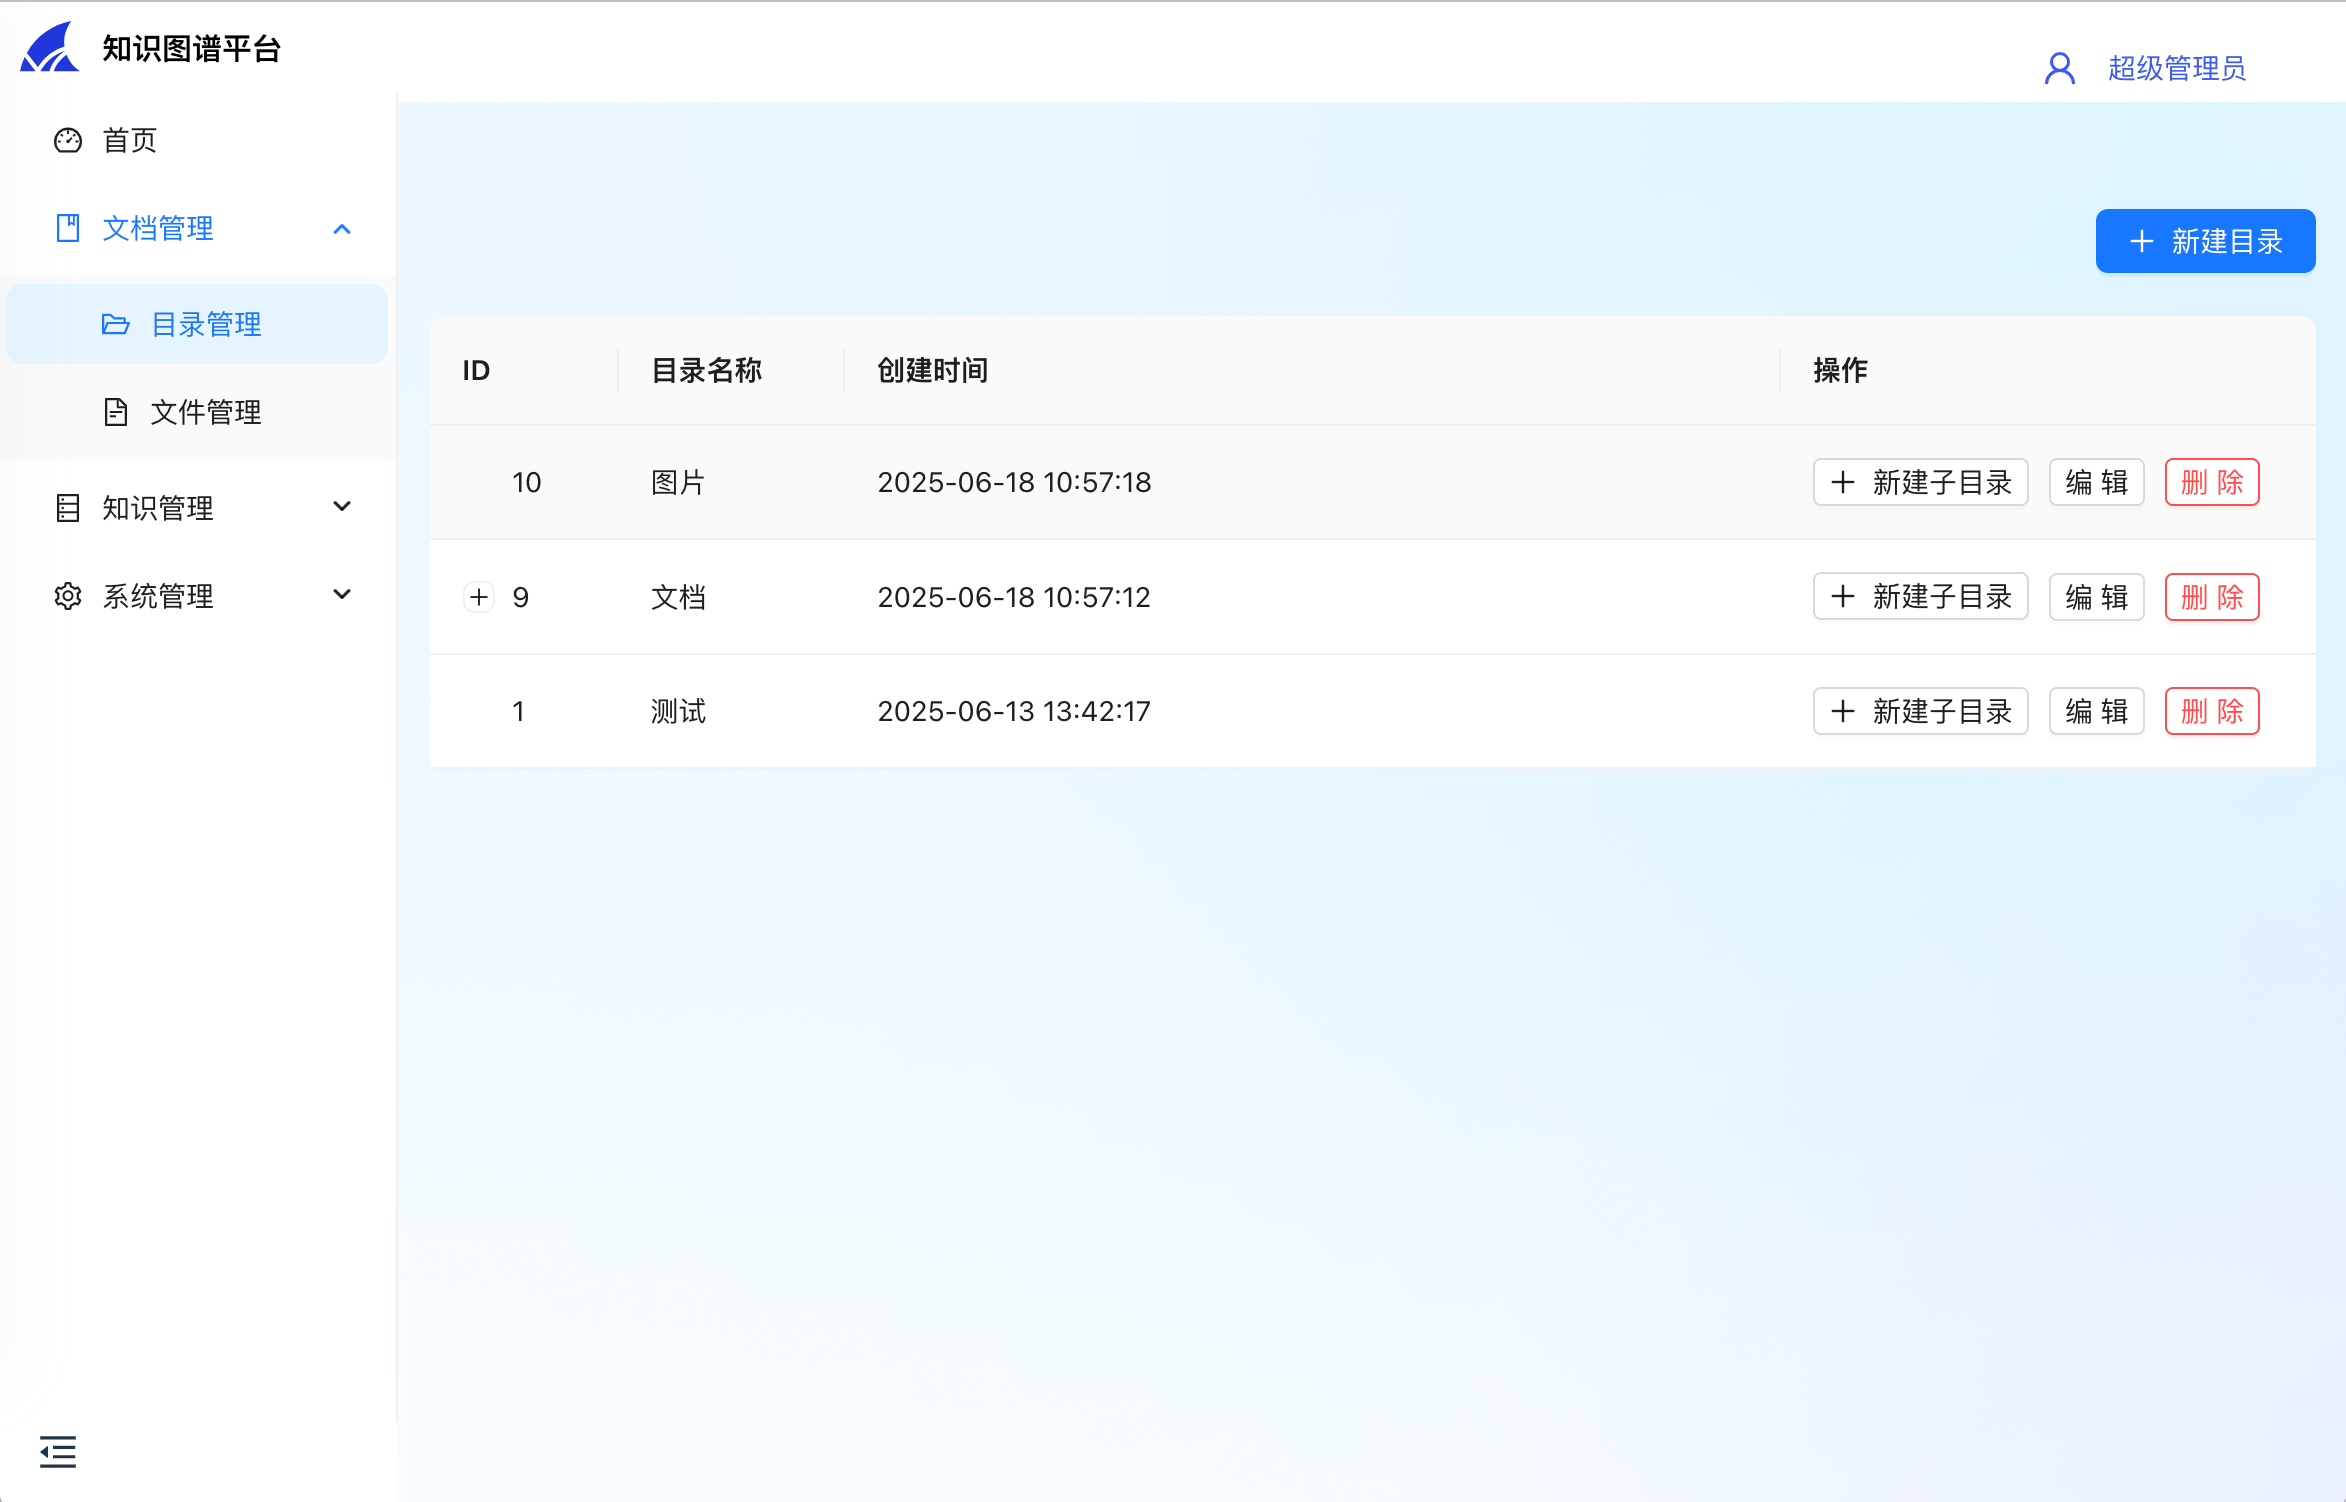 知识图谱平台
超级管理员
首页
文档管理
新建目录
目录管理
文件管理
知识管理
系统管理
ID 目录名称 创建时间 操作
10 图片 2025-06-18 10:57:18 新建子目录 编辑 删除
9 文档 2025-06-18 10:57:12 新建子目录 编辑 删除
1 测试 2025-06-13 13:42:17 新建子目录 编辑 删除